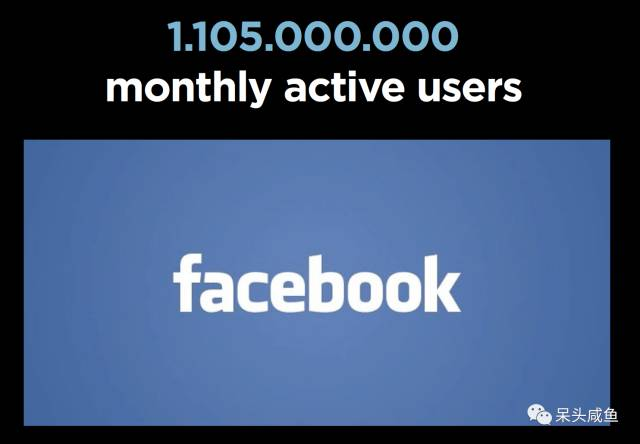 1.105.000.000
monthly active users
facebook
呆头咸鱼